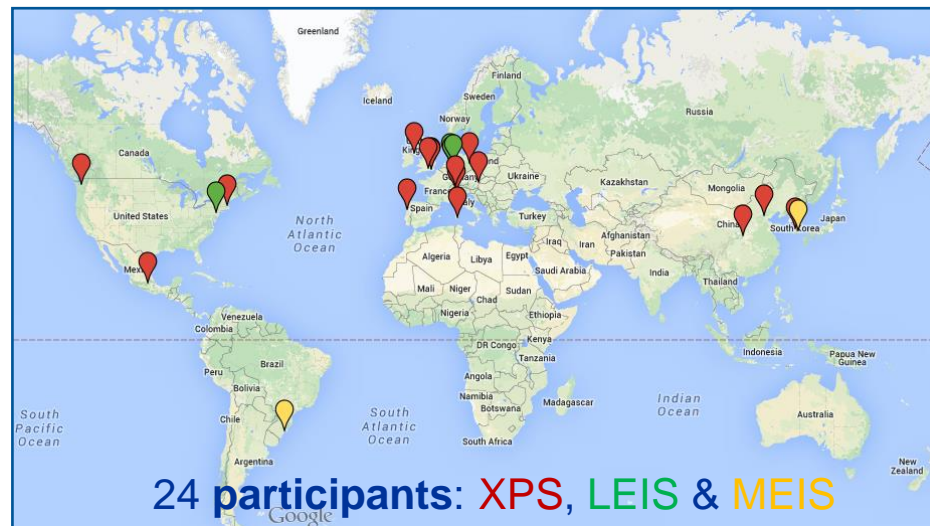 Greenland
Iceland
Finland
Sweden
Norway
Russia
Canada
Ukraine
Kazakhstan
Mongolia
France
Spain
United States
North
Atlantic
Ocean
Turkey
China
South Korea
Japan
Afghanistan
Iraq
Iran
Pakistan
Algeria
Libya
Egypt
Saudi Arabia
India
Mali
Niger
Sudan
Chad
Thailand
Nigeria
Ethiopia
Venezuela
Colombia
Kenya
DR Congo
Tanzania
Indonesia
Papua New
Guinea
Brazil
Peru
Angola
Bolivia
Namibia
Madagascar
Botswana
Indian
Ocean
South
Pacific
Ocean
Chile
South
Atlantic
Ocean
Australia
South Africa
Argentina
New
Zealand
24 participants: XPS, LEIS & MEIS
Google